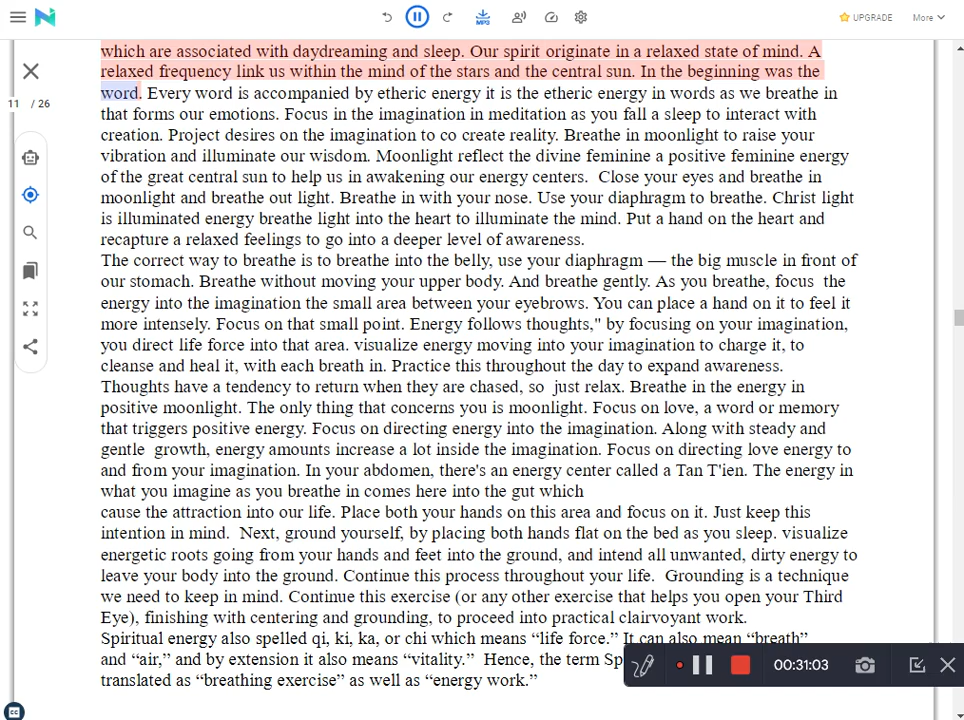 MP3
UPGRADE
More
11 / 26
which are associated with daydreaming and sleep. Our spirit originate in a relaxed state of mind. A
relaxed frequency link us within the mind of the stars and the central sun. In the beginning was the
word. Every word is accompanied by etheric energy it is the etheric energy in words as we breathe in
that forms our emotions. Focus in the imagination in meditation as you fall a sleep to interact with
creation. Project desires on the imagination to co create reality. Breathe in moonlight to raise your
vibration and illuminate our wisdom. Moonlight reflect the divine feminine a positive feminine energy
of the great central sun to help us in awakening our energy centers.  Close your eyes and breathe in
moonlight and breathe out light. Breathe in with your nose. Use your diaphragm to breathe. Christ light
is illuminated energy breathe light into the heart to illuminate the mind. Put a hand on the heart and
recapture a relaxed feelings to go into a deeper level of awareness.
The correct way to breathe is to breathe into the belly, use your diaphragm — the big muscle in front of
our stomach. Breathe without moving your upper body. And breathe gently. As you breathe, focus  the
energy into the imagination the small area between your eyebrows. You can place a hand on it to feel it
more intensely. Focus on that small point. Energy follows thoughts," by focusing on your imagination,
you direct life force into that area. visualize energy moving into your imagination to charge it, to
cleanse and heal it, with each breath in. Practice this throughout the day to expand awareness.
Thoughts have a tendency to return when they are chased, so  just relax. Breathe in the energy in
positive moonlight. The only thing that concerns you is moonlight. Focus on love, a word or memory
that triggers positive energy. Focus on directing energy into the imagination. Along with steady and
gentle  growth, energy amounts increase a lot inside the imagination. Focus on directing love energy to
and from your imagination. In your abdomen, there's an energy center called a Tan T'ien. The energy in
what you imagine as you breathe in comes here into the gut which
cause the attraction into our life. Place both your hands on this area and focus on it. Just keep this
intention in mind.  Next, ground yourself, by placing both hands flat on the bed as you sleep. visualize
energetic roots going from your hands and feet into the ground, and intend all unwanted, dirty energy to
leave your body into the ground. Continue this process throughout your life.  Grounding is a technique
we need to keep in mind. Continue this exercise (or any other exercise that helps you open your Third
Eye), finishing with centering and grounding, to proceed into practical clairvoyant work.
Spiritual energy also spelled qi, ki, ka, or chi which means “life force.” It can also mean “breath”
and “air,” and by extension it also means “vitality.”  Hence, the term Sp
translated as “breathing exercise” as well as “energy work.”
00:31:03
CC